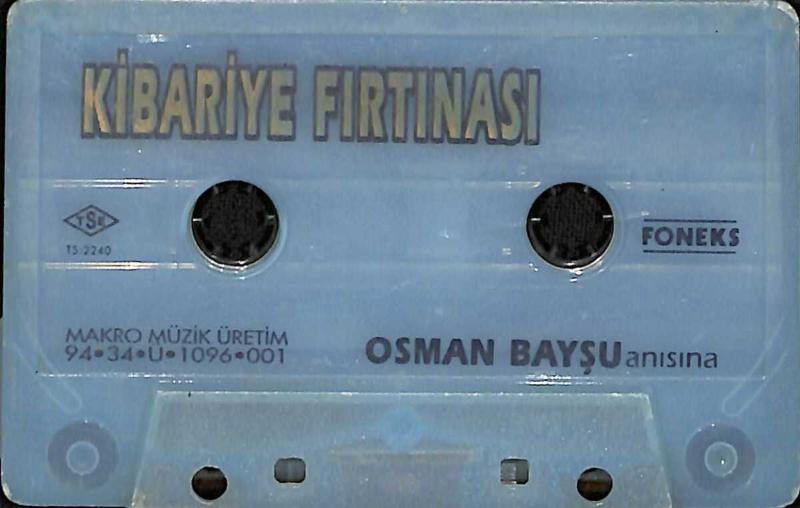 KİBARİYE FIRTINASI
TSE
TS 2240
FONEKS
MAKRO MÜZİK ÜRETİM
94•34•U•1096•001
OSMAN BAYŞU anısına